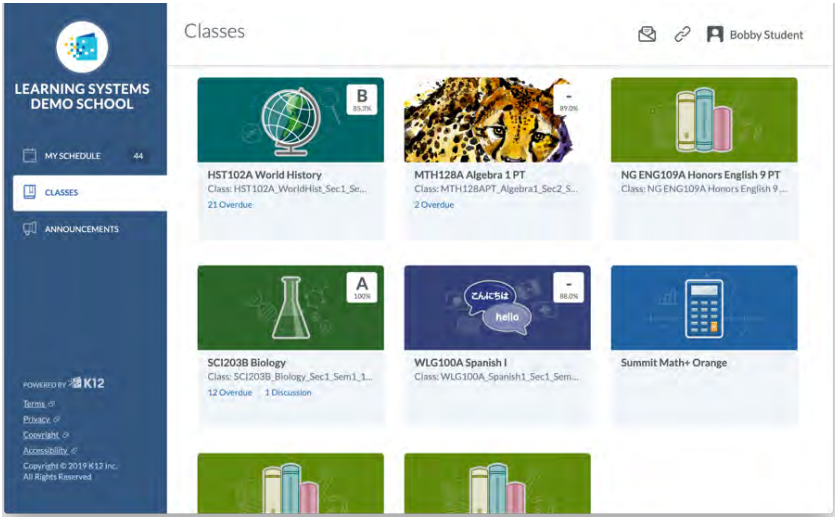 Classes
Bobby Student
LEARNING SYSTEMS
DEMO SCHOOL
MY SCHEDULE 44
CLASSES
ANNOUNCEMENTS
B
85.7%
HST102A World History
Class: HST102A_WorldHist_Sec1_Se...
21 Overdue
-
89.0%
MTH128A Algebra 1 PT
Class: MTH128APT_Algebra1_Sec2_S...
2 Overdue
NG ENG109A Honors English 9 PT
Class: NG ENG109A Honors English 9 ...
A
100%
SCI203B Biology
Class: SCI203B_Biology_Sec1_Sem1_1...
12 Overdue 1 Discussion
こんにちは
hello
-
88.0%
WLG100A Spanish I
Class: WLG100A_Spanish1_Sec1_Sem...
Summit Math+ Orange
POWERED BY K12
Terms
Privacy
Copyright
Accessibility
Copyright © 2019 K12 Inc.
All Rights Reserved